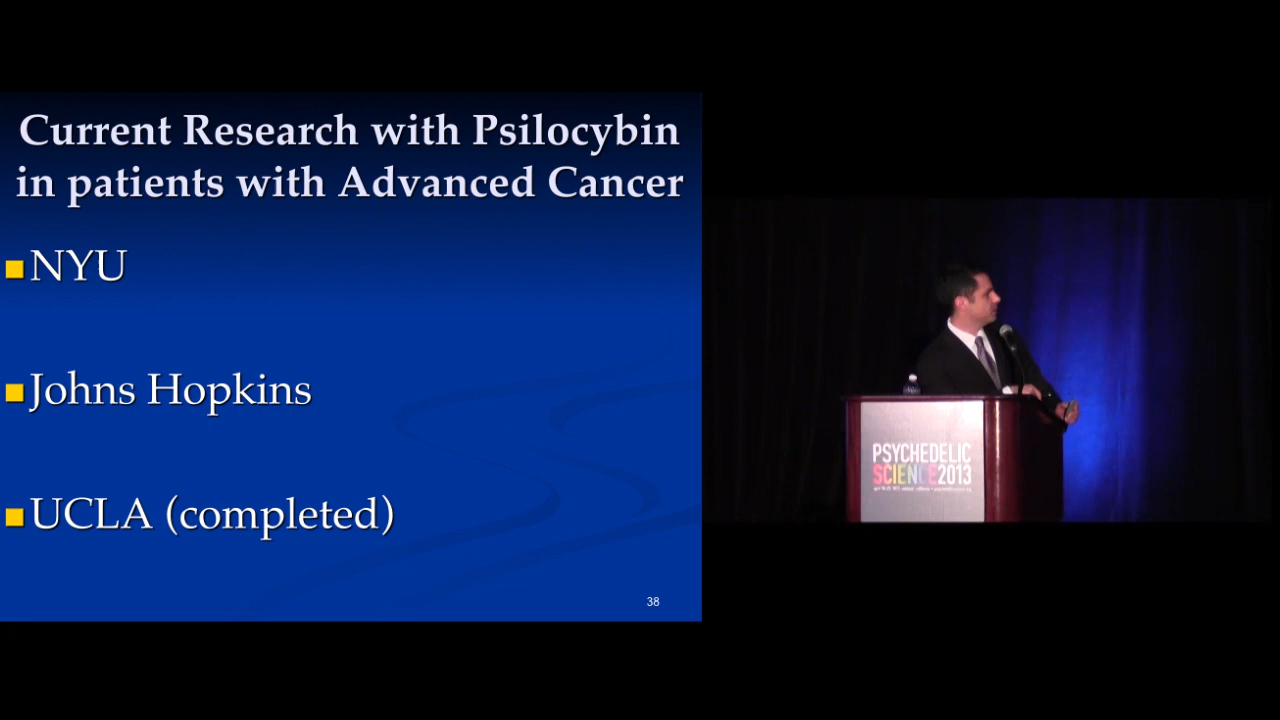 Current Research with Psilocybin
in patients with Advanced Cancer
NYU
Johns Hopkins
UCLA (completed)
38
PSYCHEDELIC
SCIENCE2013